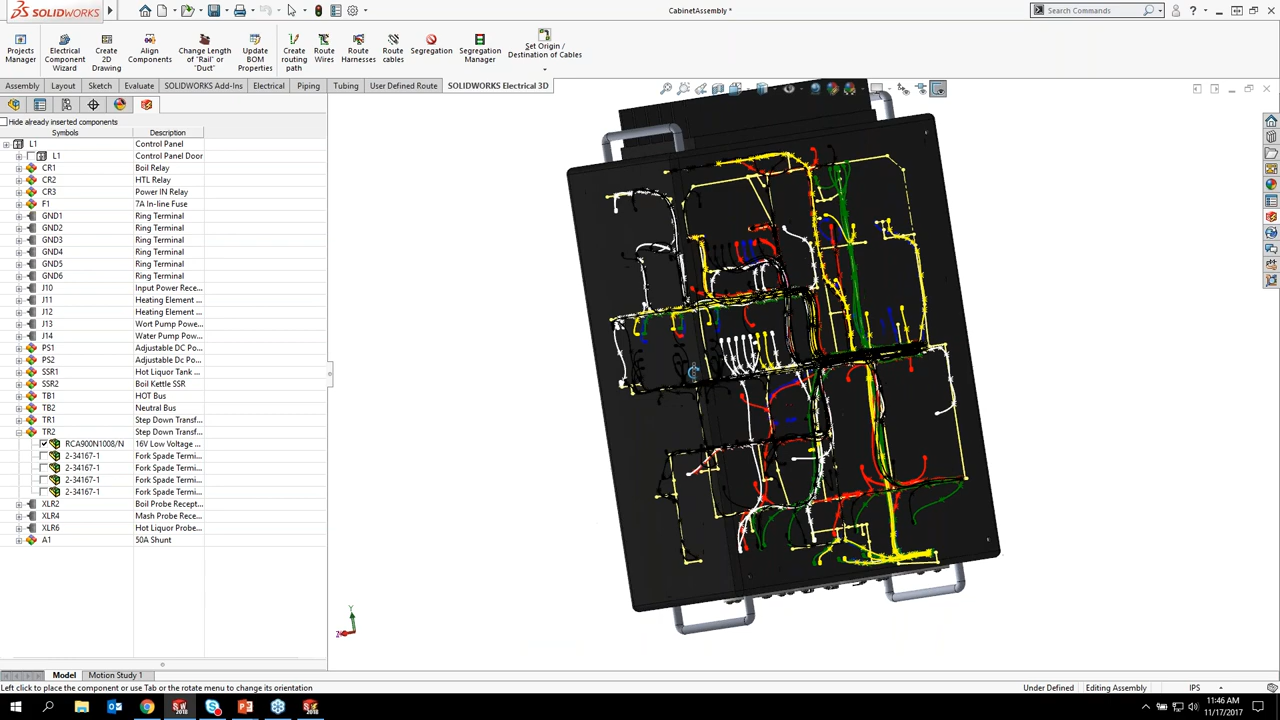 SOLIDWORKS
CabinetAssembly *
Search Commands
Projects Manager
Electrical Component Wizard
Create 2D Drawing
Align Components
Change Length of "Rail" or "Duct"
Update BOM Properties
Create routing path
Route Wires
Route Harnesses
Route cables
Segregation
Segregation Manager
Set Origin / Destination of Cables
Assembly Layout Sketch Evaluate SOLIDWORKS Add-Ins Electrical Piping Tubing User Defined Route SOLIDWORKS Electrical 3D
Hide already inserted components
Symbols Description
L1 Control Panel
L1 Control Panel Door
CR1 Boil Relay
CR2 HTL Relay
CR3 Power IN Relay
F1 7A In-line Fuse
GND1 Ring Terminal
GND2 Ring Terminal
GND3 Ring Terminal
GND4 Ring Terminal
GND5 Ring Terminal
GND6 Ring Terminal
J10 Input Power Rece...
J11 Heating Element ...
J12 Heating Element ...
J13 Wort Pump Powe...
J14 Water Pump Pow...
PS1 Adjustable Dc Po...
PS2 Adjustable Dc Po...
SSR1 Hot Liquor Tank ...
SSR2 Boil Kettle SSR
TB1 HOT Bus
TB2 Neutral Bus
TR1 Step Down Transf...
TR2 Step Down Transf...
RCA900N1008/N 16V Low Voltage ...
2-34167-1 Fork Spade Termi...
2-34167-1 Fork Spade Termi...
2-34167-1 Fork Spade Termi...
2-34167-1 Fork Spade Termi...
XLR2 Boil Probe Recept...
XLR4 Mash Probe Recept...
XLR6 Hot Liquor Probe...
A1 50A Shunt
Y
Z
Model Motion Study 1
Left click to place the component or use Tab or the rotate menu to change its orientation
Under Defined Editing Assembly IPS
11:46 AM
11/17/2017